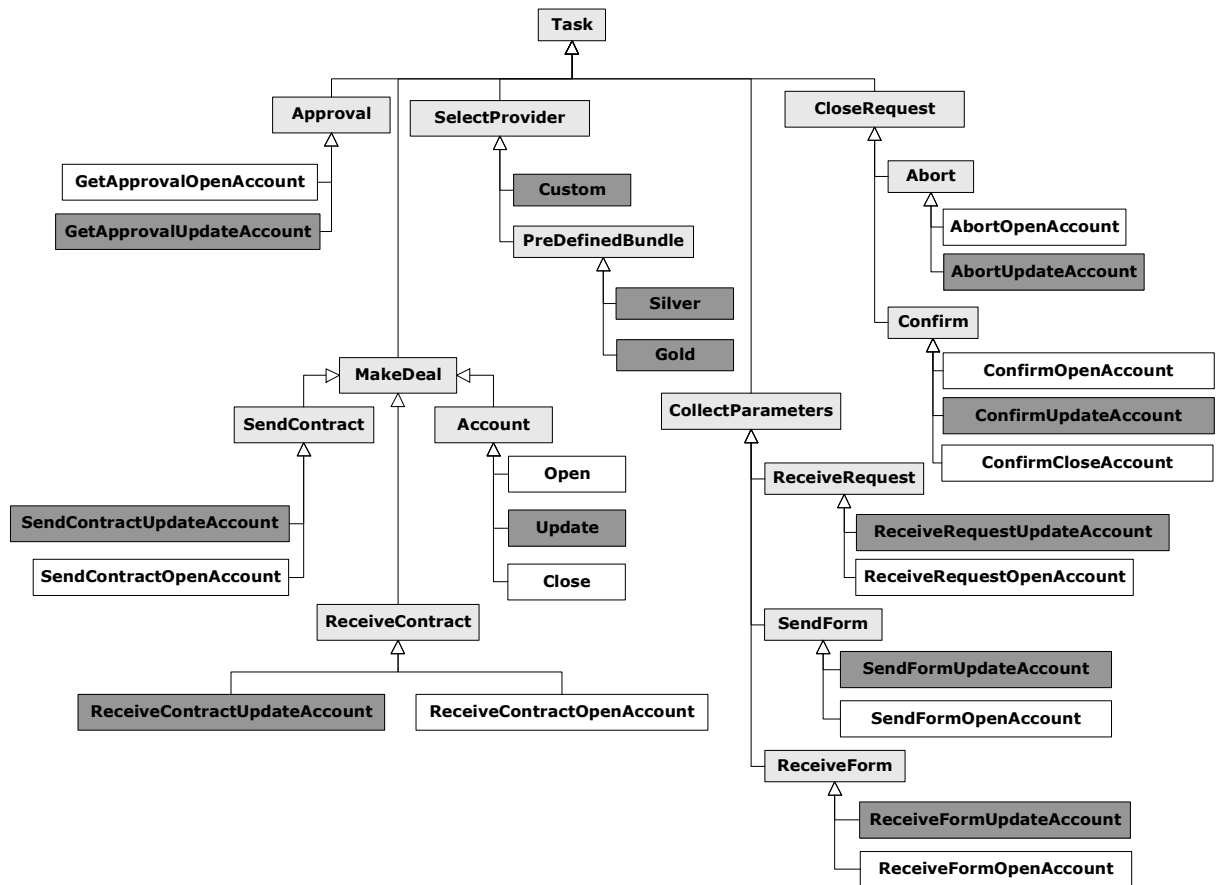 Task
Approval
SelectProvider
CloseRequest
GetApprovalOpenAccount
GetApprovalUpdateAccount
Custom
PreDefinedBundle
Silver
Gold
Abort
AbortOpenAccount
AbortUpdateAccount
Confirm
ConfirmOpenAccount
ConfirmUpdateAccount
ConfirmCloseAccount
MakeDeal
SendContract
Account
Open
Update
Close
SendContractUpdateAccount
SendContractOpenAccount
ReceiveContract
ReceiveContractUpdateAccount
ReceiveContractOpenAccount
CollectParameters
ReceiveRequest
ReceiveRequestUpdateAccount
ReceiveRequestOpenAccount
SendForm
SendFormUpdateAccount
SendFormOpenAccount
ReceiveForm
ReceiveFormUpdateAccount
ReceiveFormOpenAccount